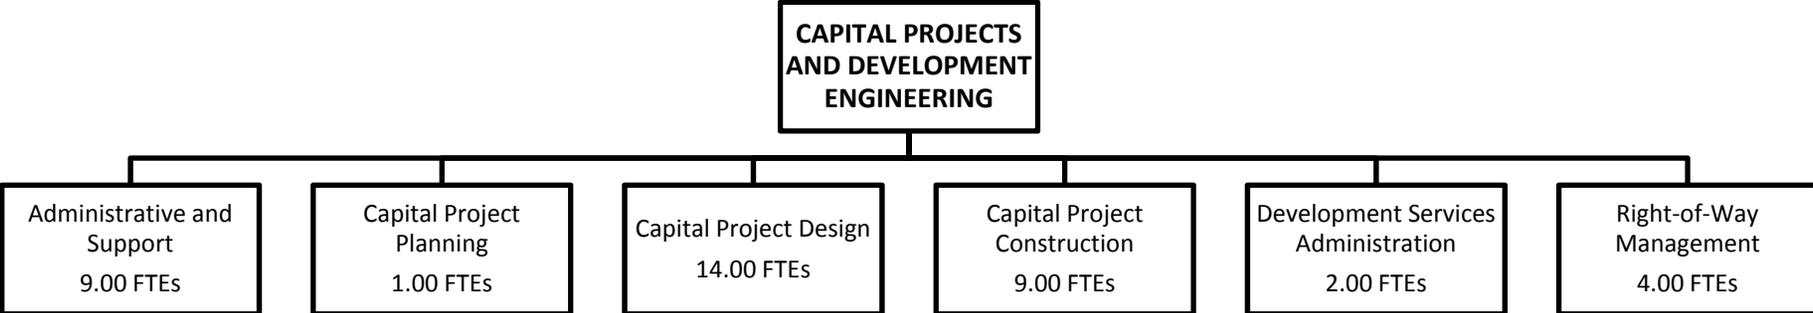 CAPITAL PROJECTS
AND DEVELOPMENT
ENGINEERING
Administrative and
Support
9.00 FTEs
Capital Project
Planning
1.00 FTEs
Capital Project Design
14.00 FTEs
Capital Project
Construction
9.00 FTEs
Development Services
Administration
2.00 FTEs
Right-of-Way
Management
4.00 FTEs